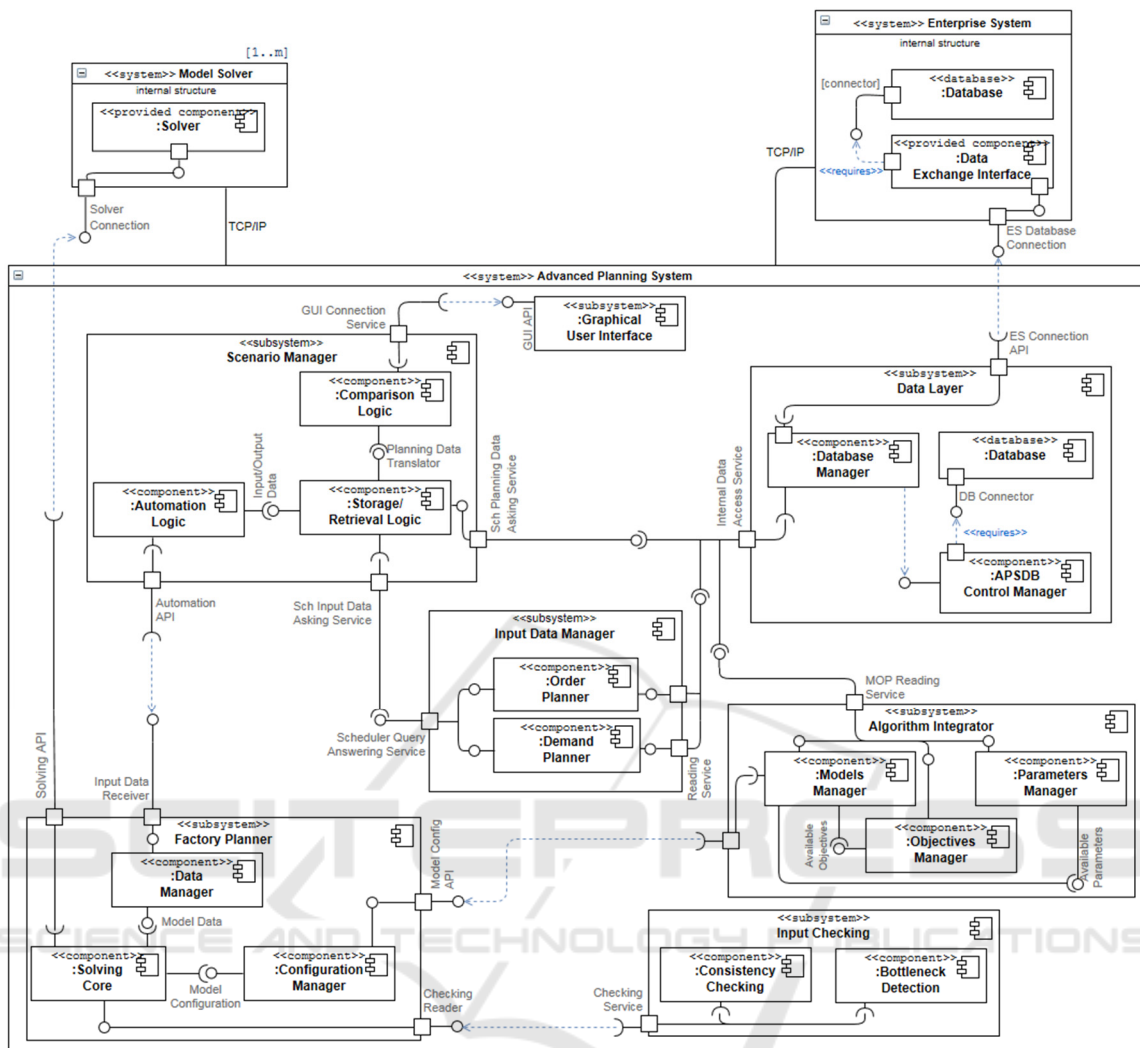 <<system>> Enterprise System
internal structure
[connector]
<<database>>
:Database
<<provided component>>
:Data
Exchange Interface
<<requires>>
TCP/IP
ES Database
Connection
[1..m]
<<system>> Model Solver
internal structure
<<provided component>>
:Solver
Solver
Connection
TCP/IP
<<system>> Advanced Planning System
GUI Connection
Service
GUI API
<<subsystem>>
:Graphical
User Interface
<<subsystem>>
Scenario Manager
<<component>>
:Comparison
Logic
Planning Data
Translator
Input/Output
Data
<<component>>
:Automation
Logic
<<component>>
:Storage/
Retrieval Logic
Sch Planning Data
Asking Service
Automation
API
Sch Input Data
Asking Service
ES Connection
API
<<subsystem>>
Data Layer
<<component>>
:Database
Manager
<<database>>
:Database
DB Connector
<<requires>>
<<component>>
:APSDB
Control Manager
Internal Data
Access Service
<<subsystem>>
Input Data Manager
<<component>>
:Order
Planner
<<component>>
:Demand
Planner
Scheduler Query
Answering Service
Reading
Service
MOP Reading
Service
<<subsystem>>
Algorithm Integrator
<<component>>
:Models
Manager
<<component>>
:Parameters
Manager
<<component>>
:Objectives
Manager
Available
Objectives
Available
Parameters
Solving API
Input Data
Receiver
<<subsystem>>
Factory Planner
<<component>>
:Data
Manager
Model Data
<<component>>
:Solving
Core
Model
Configuration
<<component>>
:Configuration
Manager
Model Config
API
Checking
Reader
<<subsystem>>
Input Checking
<<component>>
:Consistency
Checking
<<component>>
:Bottleneck
Detection
Checking
Service
SCITEPRESS
SCIENCE AND TECHNOLOGY PUBLICATIONS